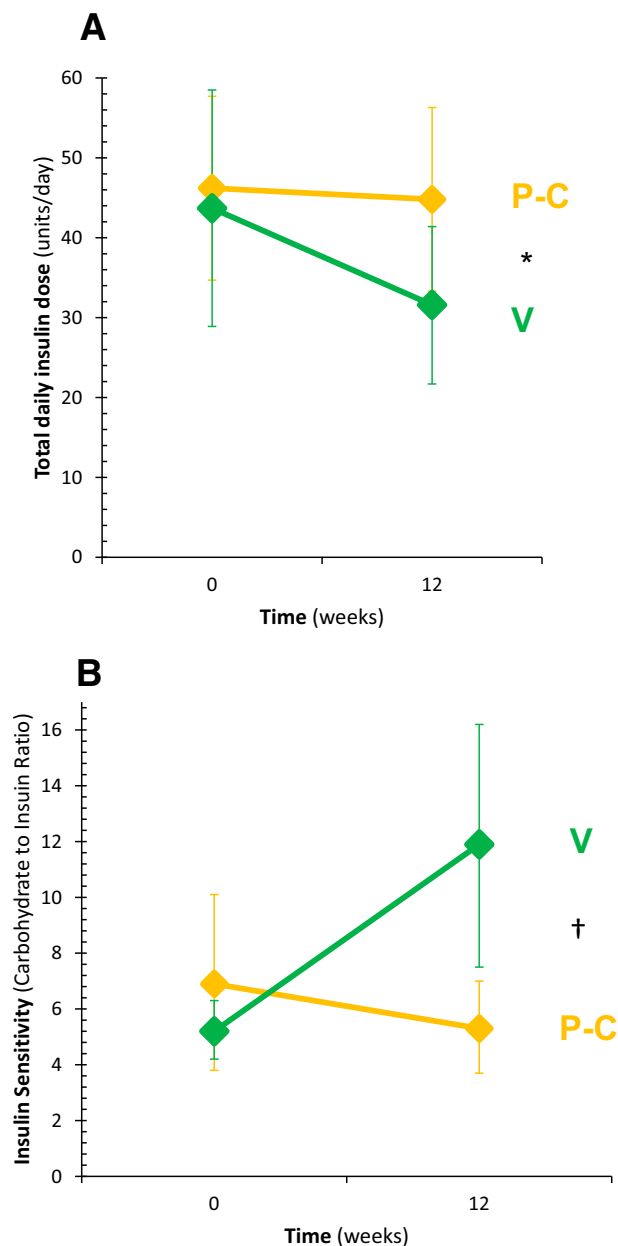 A
60
50
40
30
20
10
0
Total daily insulin dose (units/day)
P-C
*
V
0 12
Time (weeks)
B
16
14
12
10
8
6
4
2
0
Insulin Sensitivity (Carbohydrate to Insuin Ratio)
V
†
P-C
0 12
Time (weeks)